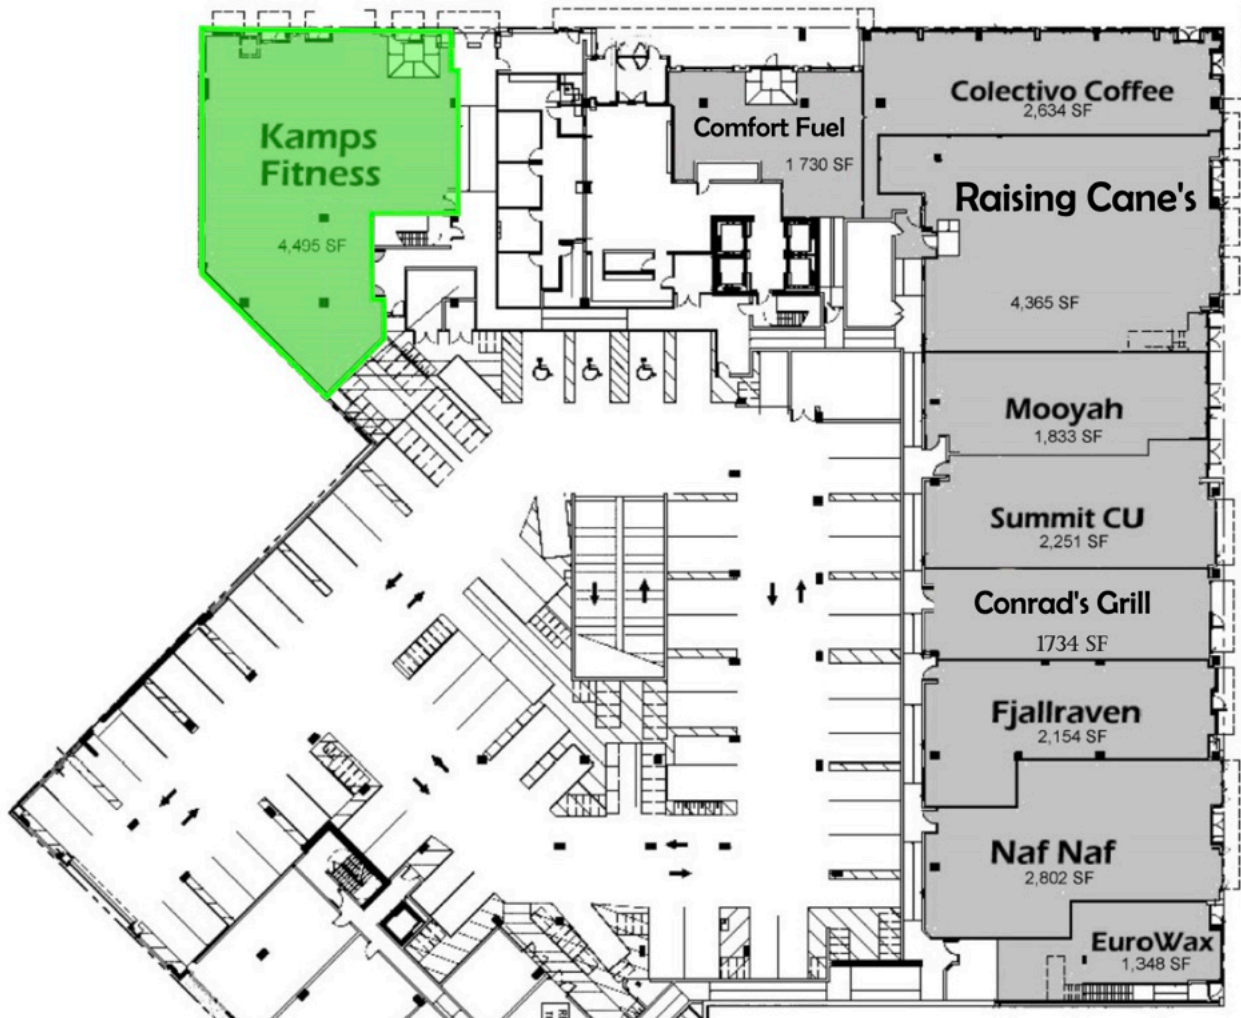 Kamps
Fitness
4,495 SF
Comfort Fuel
1 730 SF
Colectivo Coffee
2,634 SF
Raising Cane's
4,365 SF
Mooyah
1,833 SF
Summit CU
2,251 SF
Conrad's Grill
1734 SF
Fjallraven
2,154 SF
Naf Naf
2,802 SF
EuroWax
1,348 SF